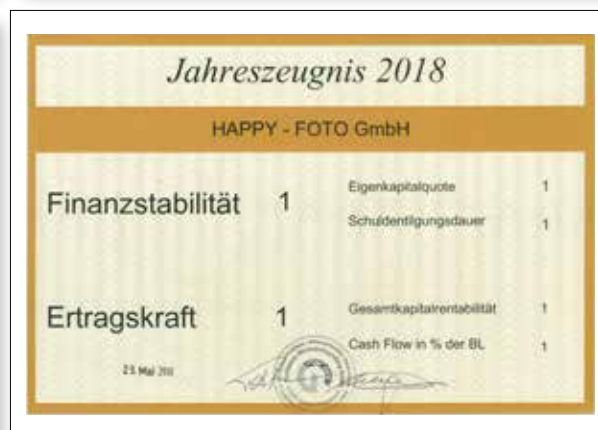 Jahreszeugnis 2018
HAPPY - FOTO GmbH
Finanzstabilität 1
Eigenkapitalquote 1
Schuldentilgungsdauer 1
Ertragskraft 1
Gesamtkapitalrentabilität 1
Cash Flow in % der BL 1
Mai